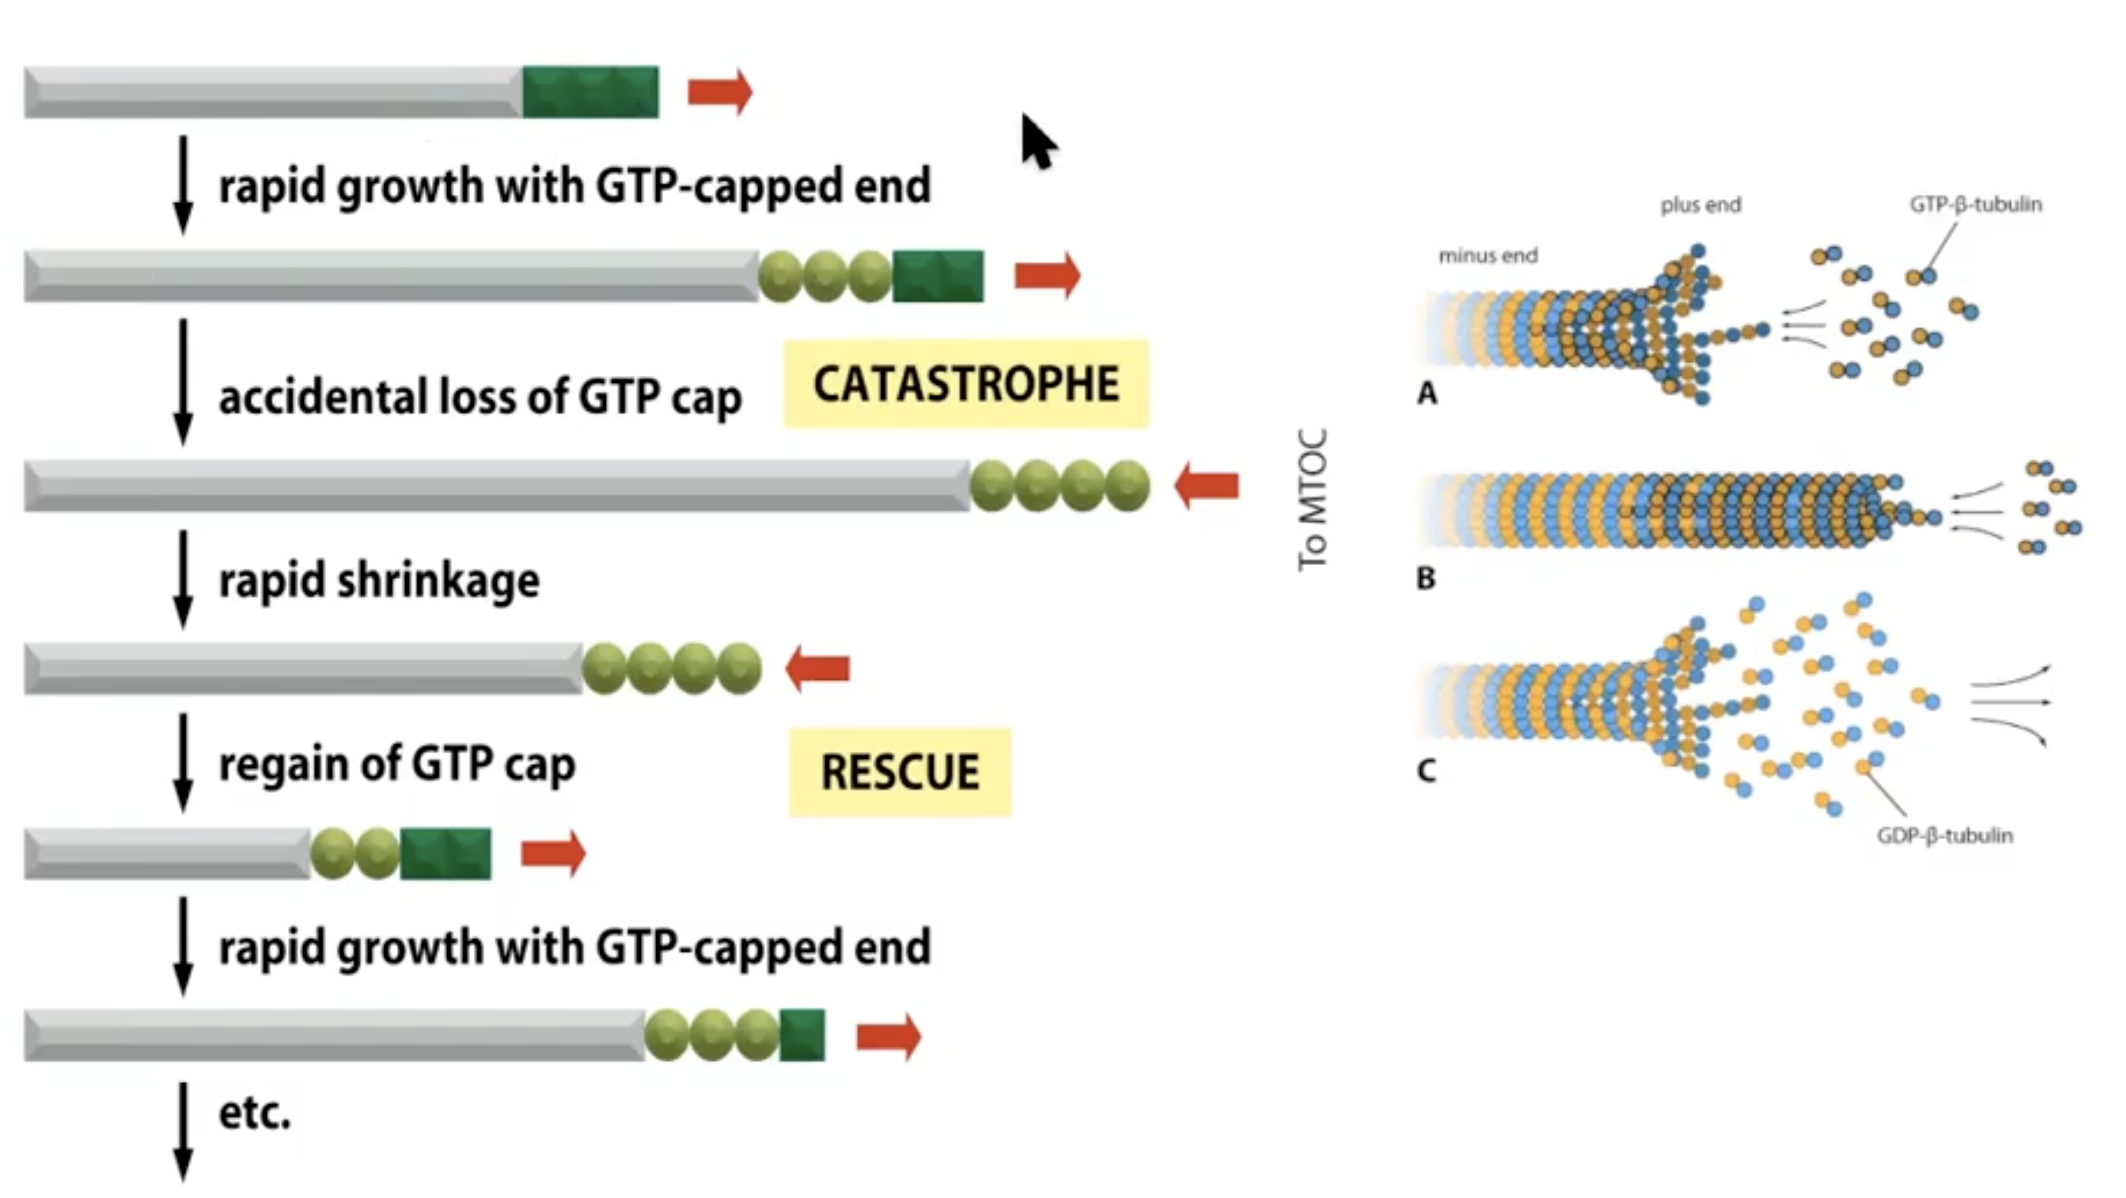 rapid growth with GTP-capped end
accidental loss of GTP cap
CATASTROPHE
rapid shrinkage
regain of GTP cap
RESCUE
rapid growth with GTP-capped end
etc.
To MTOC
plus end
GTP-β-tubulin
minus end
A
B
C
GDP-β-tubulin